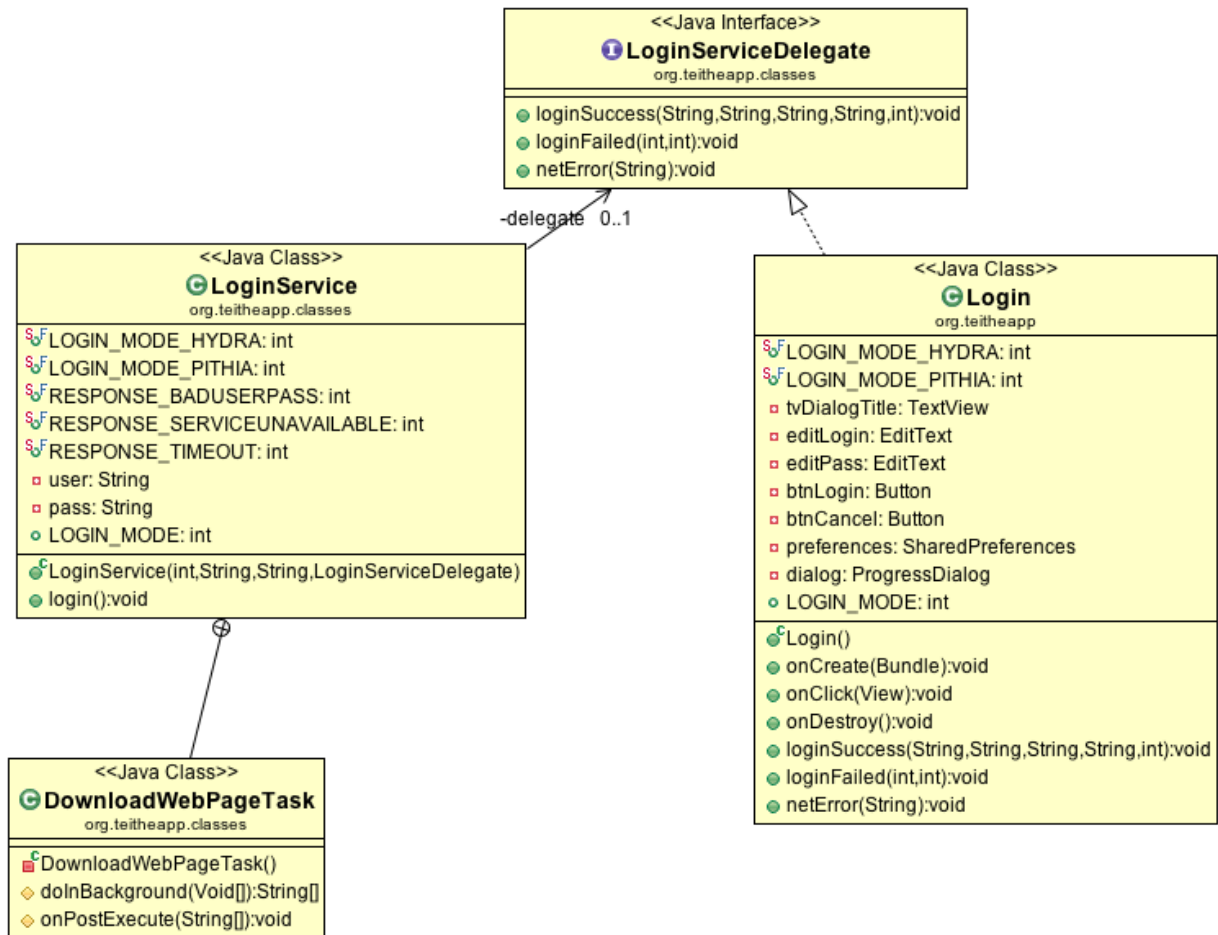 <<Java Interface>>
LoginServiceDelegate
org.teitheapp.classes
loginSuccess(String,String,String,String,int):void
loginFailed(int,int):void
netError(String):void
-delegate 0..1
<<Java Class>>
LoginService
org.teitheapp.classes
LOGIN_MODE_HYDRA: int
LOGIN_MODE_PITHIA: int
RESPONSE_BADUSERPASS: int
RESPONSE_SERVICEUNAVAILABLE: int
RESPONSE_TIMEOUT: int
user: String
pass: String
LOGIN_MODE: int
LoginService(int,String,String,LoginServiceDelegate)
login():void
<<Java Class>>
Login
org.teitheapp
LOGIN_MODE_HYDRA: int
LOGIN_MODE_PITHIA: int
tvDialogTitle: TextView
editLogin: EditText
editPass: EditText
btnLogin: Button
btnCancel: Button
preferences: SharedPreferences
dialog: ProgressDialog
LOGIN_MODE: int
Login()
onCreate(Bundle):void
onClick(View):void
onDestroy():void
loginSuccess(String,String,String,String,int):void
loginFailed(int,int):void
netError(String):void
<<Java Class>>
DownloadWebPageTask
org.teitheapp.classes
DownloadWebPageTask()
doInBackground(Void[]):String[]
onPostExecute(String[]):void